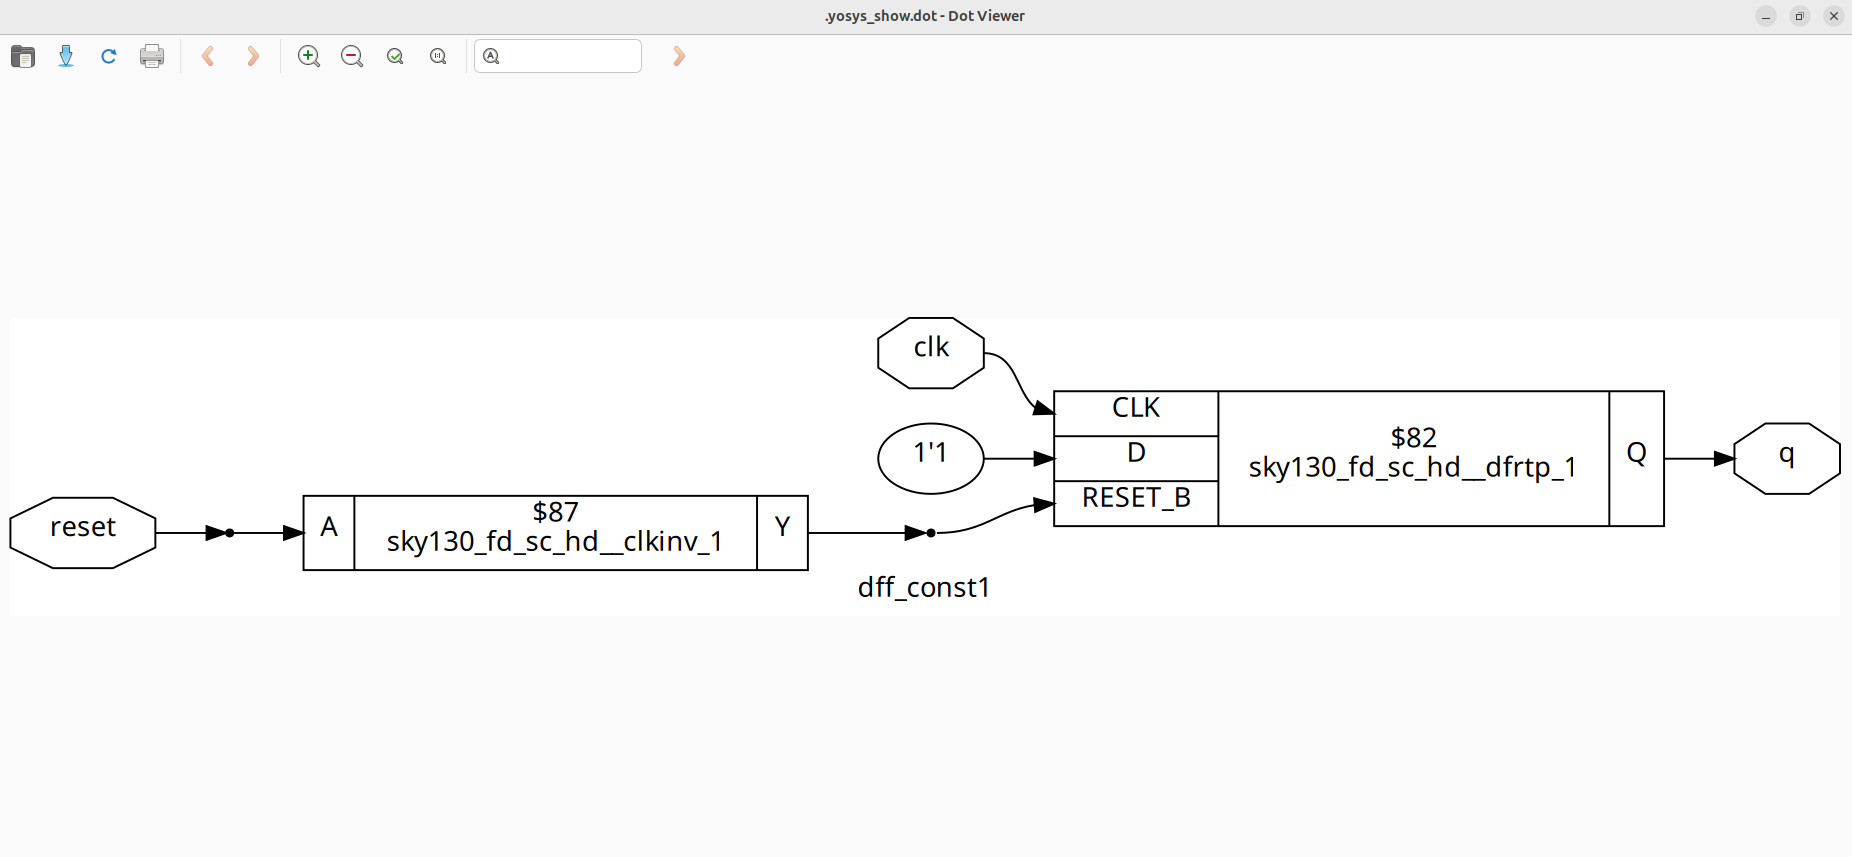 .yosys_show.dot - Dot Viewer
clk
CLK
1'1
D
RESET_B
$82
sky130_fd_sc_hd__dfrtp_1
Q
q
reset
A
$87
sky130_fd_sc_hd__clkinv_1
Y
dff_const1